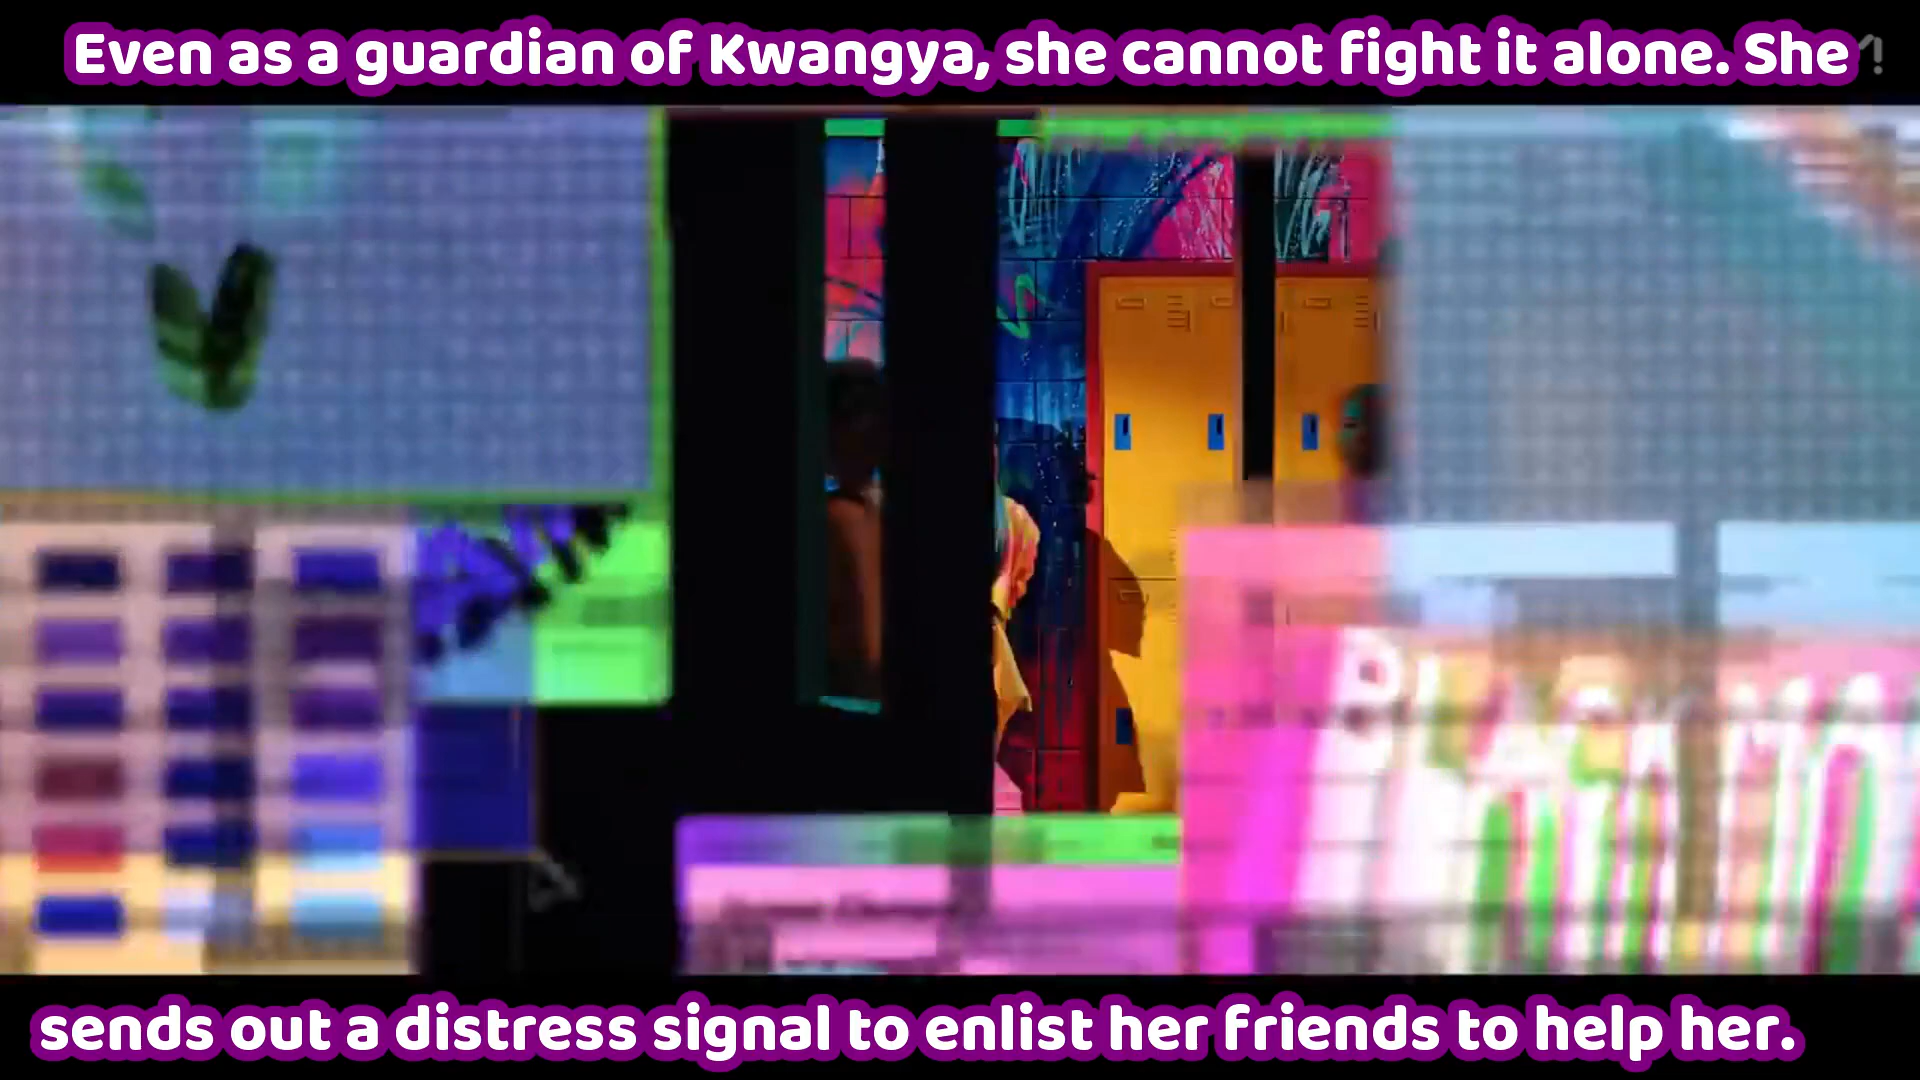 Even as a guardian of Kwangya, she cannot fight it alone. She
sends out a distress signal to enlist her friends to help her.